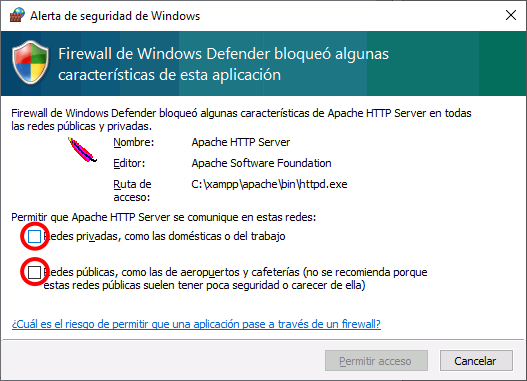 Alerta de seguridad de Windows
Firewall de Windows Defender bloqueó algunas
características de esta aplicación
Firewall de Windows Defender bloqueó algunas características de Apache HTTP Server en todas
las redes públicas y privadas.
Nombre: Apache HTTP Server
Editor: Apache Software Foundation
Ruta de
acceso: C:\xampp\apache\bin\httpd.exe
Permitir que Apache HTTP Server se comunique en estas redes:
Redes privadas, como las domésticas o del trabajo
Redes públicas, como las de aeropuertos y cafeterías (no se recomienda porque
estas redes públicas suelen tener poca seguridad o carecer de ella)
¿Cuál es el riesgo de permitir que una aplicación pase a través de un firewall?
Permitir acceso Cancelar